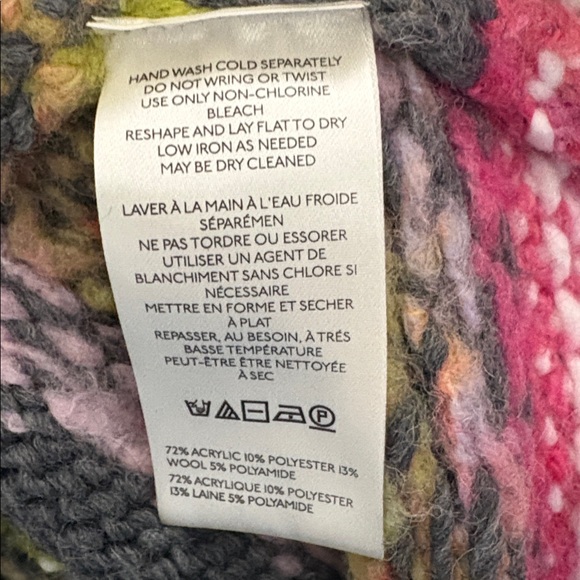 HAND WASH COLD SEPARATELY
DO NOT WRING OR TWIST
USE ONLY NON-CHLORINE
BLEACH
RESHAPE AND LAY FLAT TO DRY
LOW IRON AS NEEDED
MAY BE DRY CLEANED
LAVER À LA MAIN À L'EAU FROIDE
SÉPARÉMEN
NE PAS TORDRE OU ESSORER
UTILISER UN AGENT DE
BLANCHIMENT SANS CHLORE SI
NÉCESSAIRE
METTRE EN FORME ET SECHER
À PLAT
REPASSER, AU BESOIN, À TRÉS
BASSE TEMPÉRATURE
PEUT-ÊTRE ÊTRE NETTOYÉE
À SEC
P
72% ACRYLIC 10% POLYESTER 13%
WOOL 5% POLYAMIDE
72% ACRYLIQUE 10% POLYESTER
13% LAINE 5% POLYAMIDE